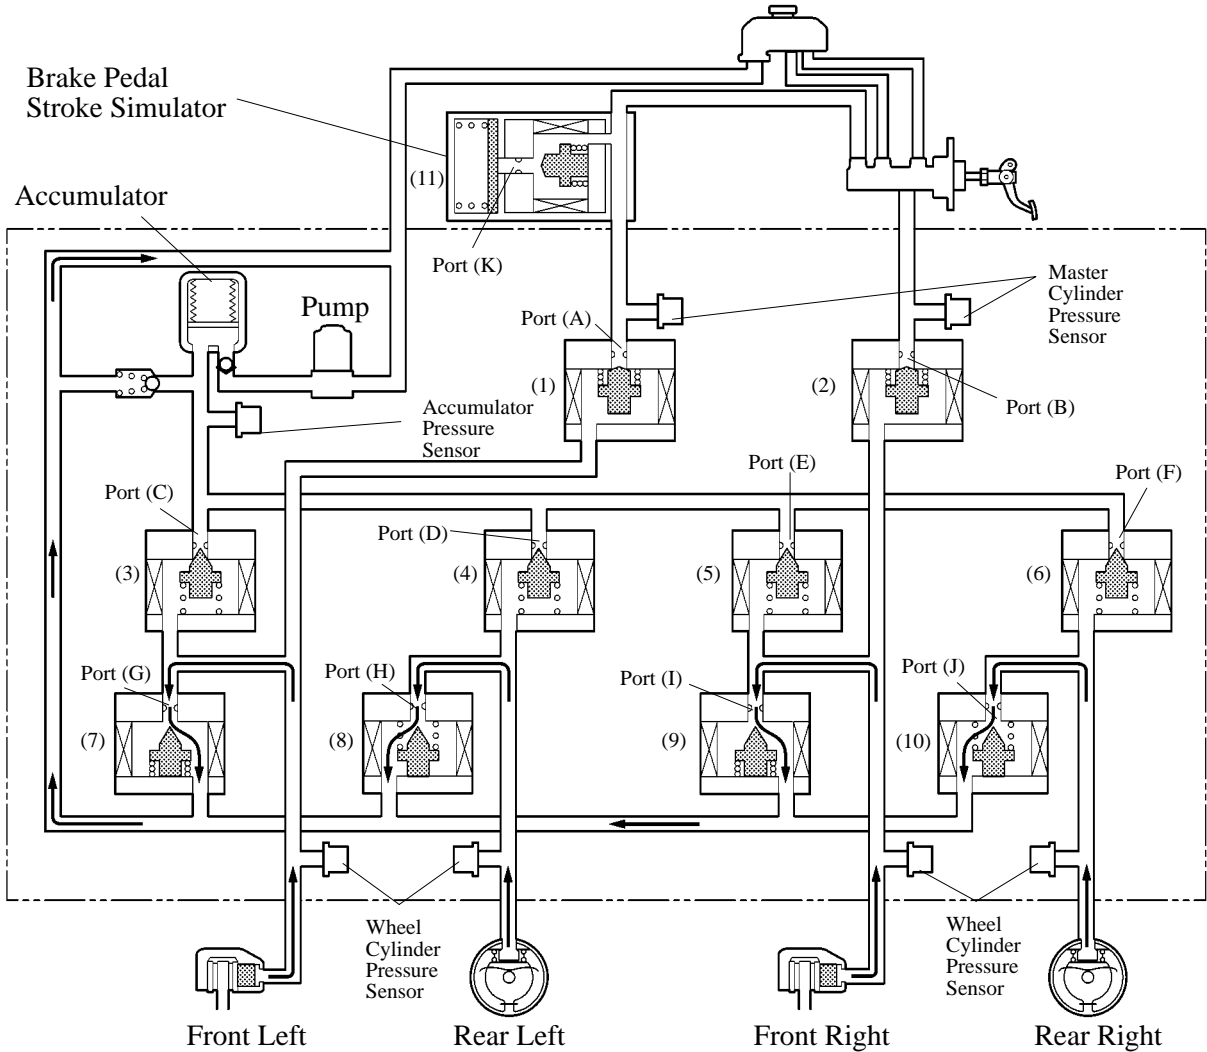 Brake Pedal
Stroke Simulator
(11)
Accumulator
Port (K)
Pump
Master
Cylinder
Pressure
Sensor
Port (A)
(1)
(2)
Port (B)
Accumulator
Pressure
Sensor
Port (C)
Port (D)
Port (E)
Port (F)
(3)
(4)
(5)
(6)
Port (G)
Port (H)
Port (I)
Port (J)
(7)
(8)
(9)
(10)
Wheel
Cylinder
Pressure
Sensor
Wheel
Cylinder
Pressure
Sensor
Front Left
Rear Left
Front Right
Rear Right